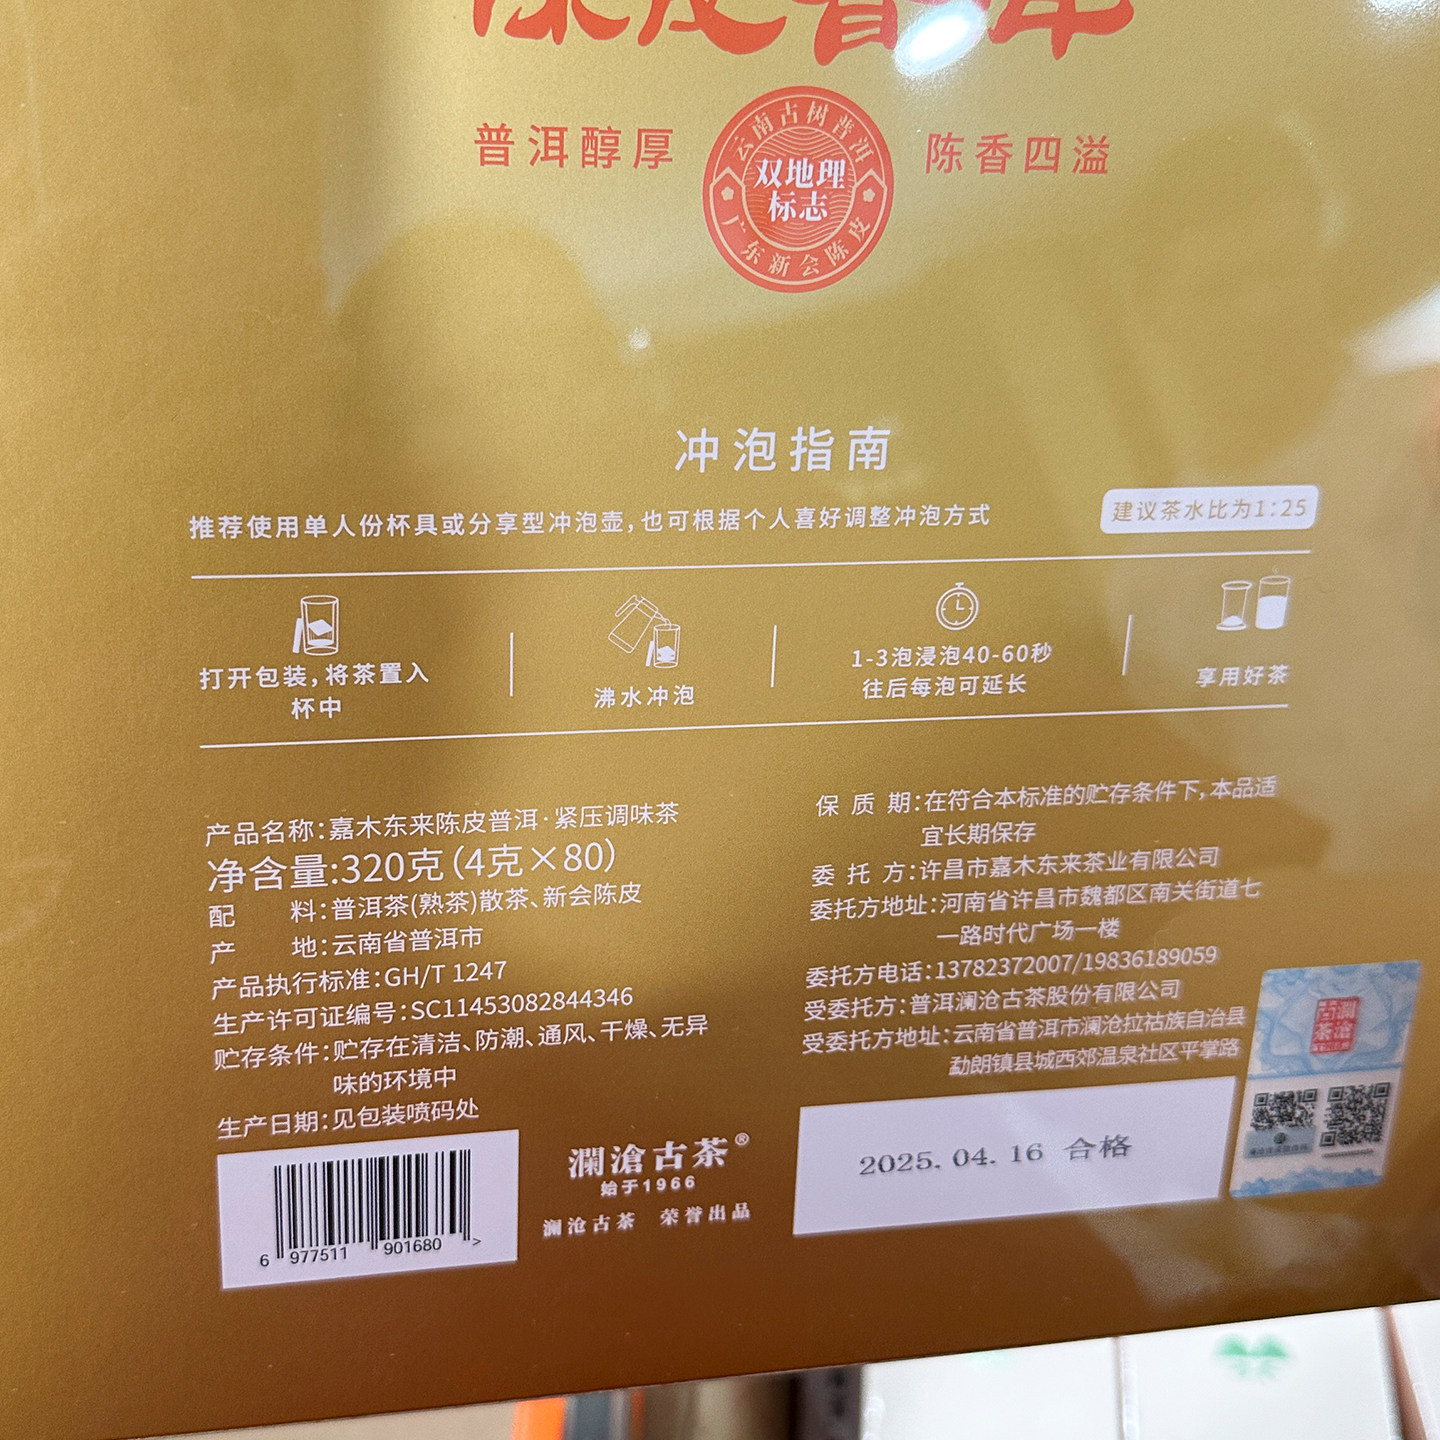 陈皮普洱
普洱醇厚
云南古树普洱
双地理
标志
广东新会陈皮
陈香四溢
冲泡指南
推荐使用单人份杯具或分享型冲泡壶,也可根据个人喜好调整冲泡方式
建议茶水比为1:25
打开包装,将茶置入
杯中
沸水冲泡
1-3泡浸泡40-60秒
往后每泡可延长
享用好茶
产品名称:嘉木东来陈皮普洱·紧压调味茶
净含量:320克(4克×80)
配料:普洱茶(熟茶)散茶、新会陈皮
产地:云南省普洱市
产品执行标准:GH/T 1247
生产许可证编号:SC11453082844346
贮存条件:贮存在清洁、防潮、通风、干燥、无异
味的环境中
生产日期:见包装喷码处
保质期:在符合本标准的贮存条件下,本品适
宜长期保存
委托方:许昌市嘉木东来茶业有限公司
委托方地址:河南省许昌市魏都区南关街道七
一路时代广场一楼
委托方电话:13782372007/19836189059
受委托方:普洱澜沧古茶股份有限公司
受委托方地址:云南省普洱市澜沧拉祜族自治县
勐朗镇县城西郊温泉社区平掌路
6 977511 901680 >
澜滄古茶®
始于1966
澜沧古茶 荣誉出品
2025.04.16 合格